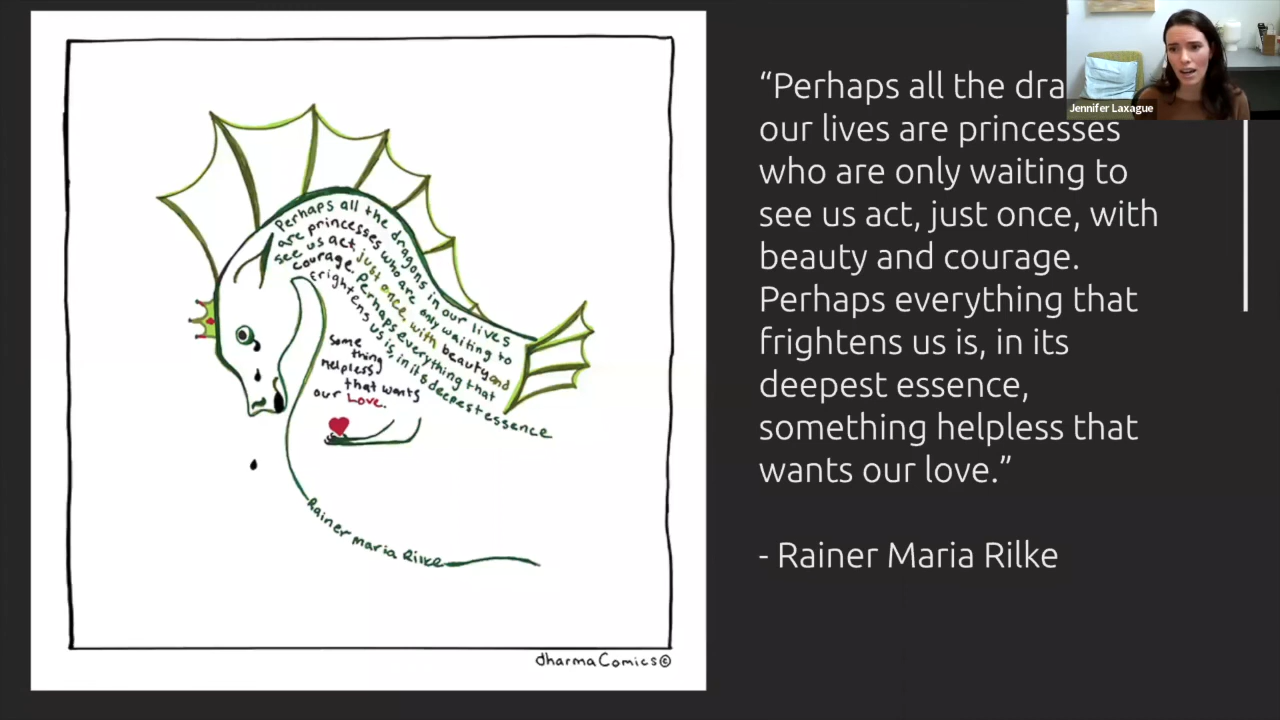 Perhaps all the dragons in our lives
are princesses who are only waiting to
see us act, just once, with beauty and
courage. Perhaps everything that
frightens us is, in its deepest essence
some
thing
helpless
that wants
our Love.
Rainer Maria Rilke
dharmaComics©
“Perhaps all the dra
our lives are princesses
who are only waiting to
see us act, just once, with
beauty and courage.
Perhaps everything that
frightens us is, in its
deepest essence,
something helpless that
wants our love.”
- Rainer Maria Rilke
Jennifer Laxague